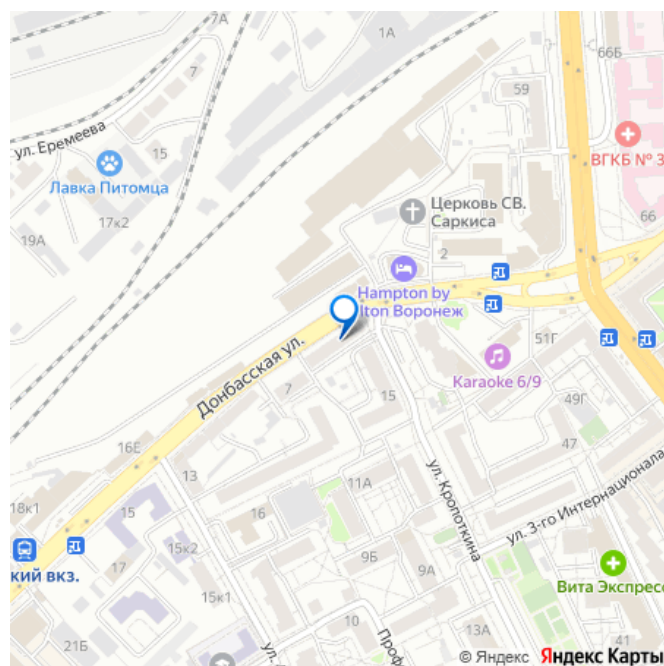 7А
1А
66Б
7
59
ул. Еремеева
15
ВГКБ № 3
Лавка Питомца
Церковь СВ.
Саркиса
17к2
66
19А
2
Hampton by
lton Воронеж
51Г
Донбасская ул.
Karaoke 6/9
7
15
49Г
16Е
47
13
11А
ул. Кропоткина
ул. 3-го Интернационала
18к1
15
16
15к2
кий вкз.
17
9Б
9А
Вита Экспресс
15к1
10
13А
41
21Б
ул.
Проф
© Яндекс Яндекс Карты